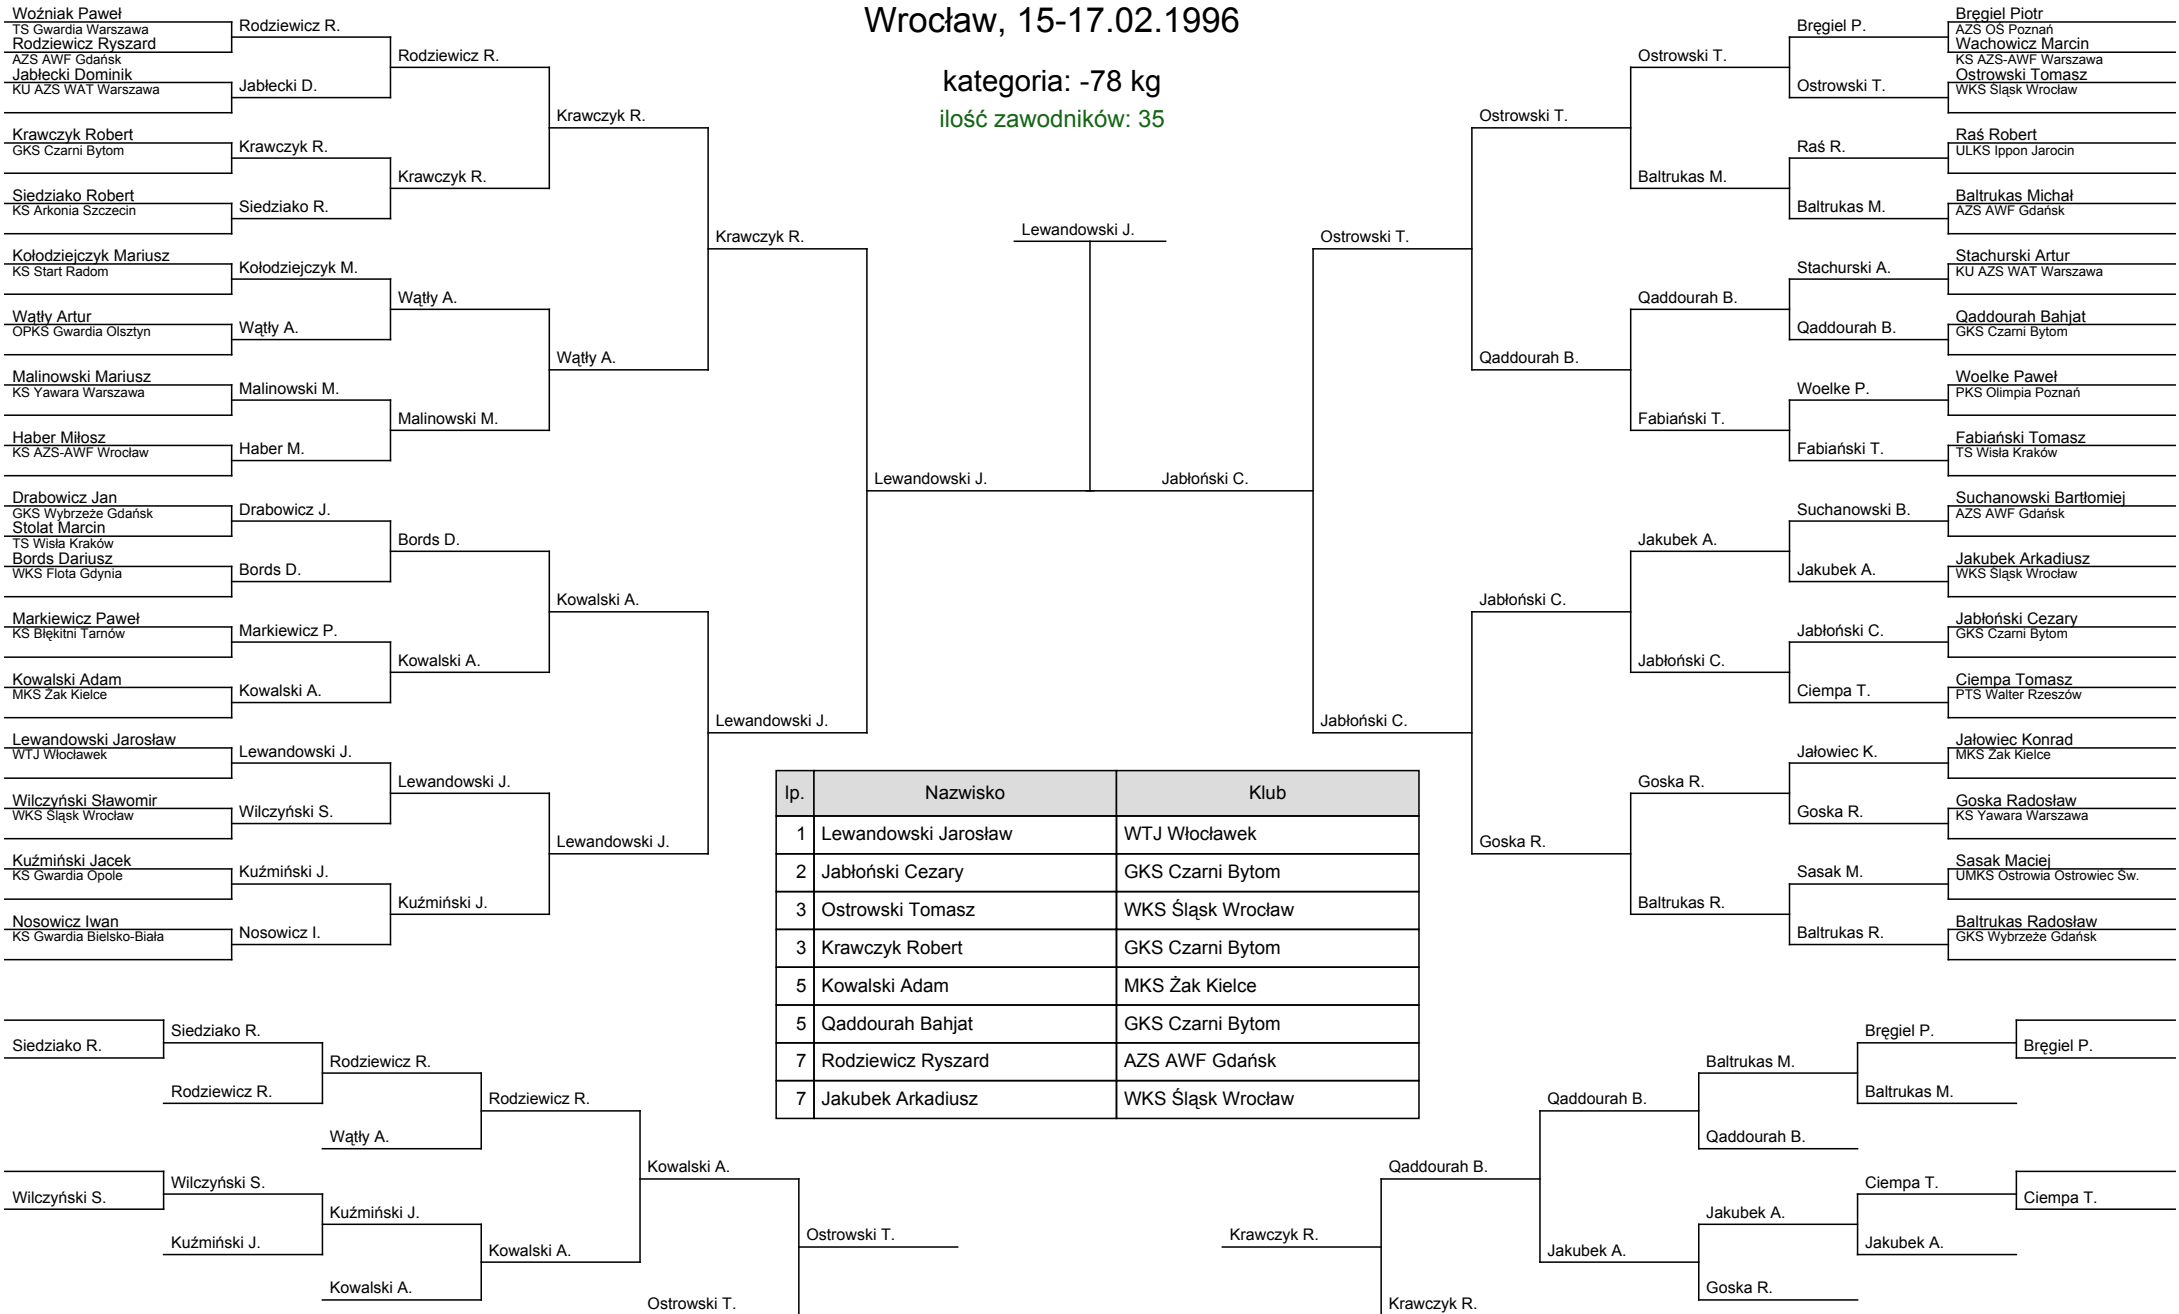 Wrocław, 15-17.02.1996
kategoria: -78 kg
ilość zawodników: 35
Woźniak Paweł
TS Gwardia Warszawa
Rodziewicz Ryszard
AZS AWF Gdańsk
Jabłecki Dominik
KU AZS WAT Warszawa
Krawczyk Robert
GKS Czarni Bytom
Siedziako Robert
KS Arkonia Szczecin
Kołodziejczyk Mariusz
KS Start Radom
Wątły Artur
OPKS Gwardia Olsztyn
Malinowski Mariusz
KS Yawara Warszawa
Haber Miłosz
KS AZS-AWF Wrocław
Drabowicz Jan
GKS Wybrzeże Gdańsk
Stolat Marcin
TS Wisła Kraków
Bords Dariusz
WKS Flota Gdynia
Markiewicz Paweł
KS Błękitni Tarnów
Kowalski Adam
MKS Żak Kielce
Lewandowski Jarosław
WTJ Włocławek
Wilczyński Sławomir
WKS Śląsk Wrocław
Kuźmiński Jacek
KS Gwardia Opole
Nosowicz Iwan
KS Gwardia Bielsko-Biała
Rodziewicz R.
Jabłecki D.
Krawczyk R.
Siedziako R.
Kołodziejczyk M.
Wątły A.
Malinowski M.
Haber M.
Drabowicz J.
Bords D.
Markiewicz P.
Kowalski A.
Lewandowski J.
Wilczyński S.
Kuźmiński J.
Nosowicz I.
Rodziewicz R.
Krawczyk R.
Wątły A.
Malinowski M.
Bords D.
Kowalski A.
Lewandowski J.
Kuźmiński J.
Krawczyk R.
Wątły A.
Kowalski A.
Lewandowski J.
Krawczyk R.
Lewandowski J.
Lewandowski J.
Lewandowski J.
Jabłoński C.
Ostrowski T.
Jabłoński C.
Ostrowski T.
Qaddourah B.
Jabłoński C.
Goska R.
Ostrowski T.
Baltrukas M.
Qaddourah B.
Fabiański T.
Jakubek A.
Jabłoński C.
Goska R.
Baltrukas R.
Bręgiel P.
Ostrowski T.
Raś R.
Baltrukas M.
Stachurski A.
Qaddourah B.
Woelke P.
Fabiański T.
Suchanowski B.
Jakubek A.
Jabłoński C.
Ciempa T.
Jałowiec K.
Goska R.
Sasak M.
Baltrukas R.
Bręgiel Piotr
AZS OŚ Poznań
Wachowicz Marcin
KS AZS-AWF Warszawa
Ostrowski Tomasz
WKS Śląsk Wrocław
Raś Robert
ULKS Ippon Jarocin
Baltrukas Michał
AZS AWF Gdańsk
Stachurski Artur
KU AZS WAT Warszawa
Qaddourah Bahjat
GKS Czarni Bytom
Woelke Paweł
PKS Olimpia Poznań
Fabiański Tomasz
TS Wisła Kraków
Suchanowski Bartłomiej
AZS AWF Gdańsk
Jakubek Arkadiusz
WKS Śląsk Wrocław
Jabłoński Cezary
GKS Czarni Bytom
Ciempa Tomasz
PTS Walter Rzeszów
Jałowiec Konrad
MKS Żak Kielce
Goska Radosław
KS Yawara Warszawa
Sasak Maciej
UMKS Ostrovia Ostrowiec Św.
Baltrukas Radosław
GKS Wybrzeże Gdańsk
lp. Nazwisko Klub
1 Lewandowski Jarosław WTJ Włocławek
2 Jabłoński Cezary GKS Czarni Bytom
3 Ostrowski Tomasz WKS Śląsk Wrocław
3 Krawczyk Robert GKS Czarni Bytom
5 Kowalski Adam MKS Żak Kielce
5 Qaddourah Bahjat GKS Czarni Bytom
7 Rodziewicz Ryszard AZS AWF Gdańsk
7 Jakubek Arkadiusz WKS Śląsk Wrocław
Siedziako R.
Wilczyński S.
Siedziako R.
Rodziewicz R.
Wilczyński S.
Kuźmiński J.
Rodziewicz R.
Wątły A.
Kuźmiński J.
Kowalski A.
Rodziewicz R.
Kowalski A.
Kowalski A.
Ostrowski T.
Ostrowski T.
Krawczyk R.
Qaddourah B.
Krawczyk R.
Qaddourah B.
Jakubek A.
Baltrukas M.
Qaddourah B.
Jakubek A.
Goska R.
Bręgiel P.
Baltrukas M.
Ciempa T.
Jakubek A.
Bręgiel P.
Ciempa T.